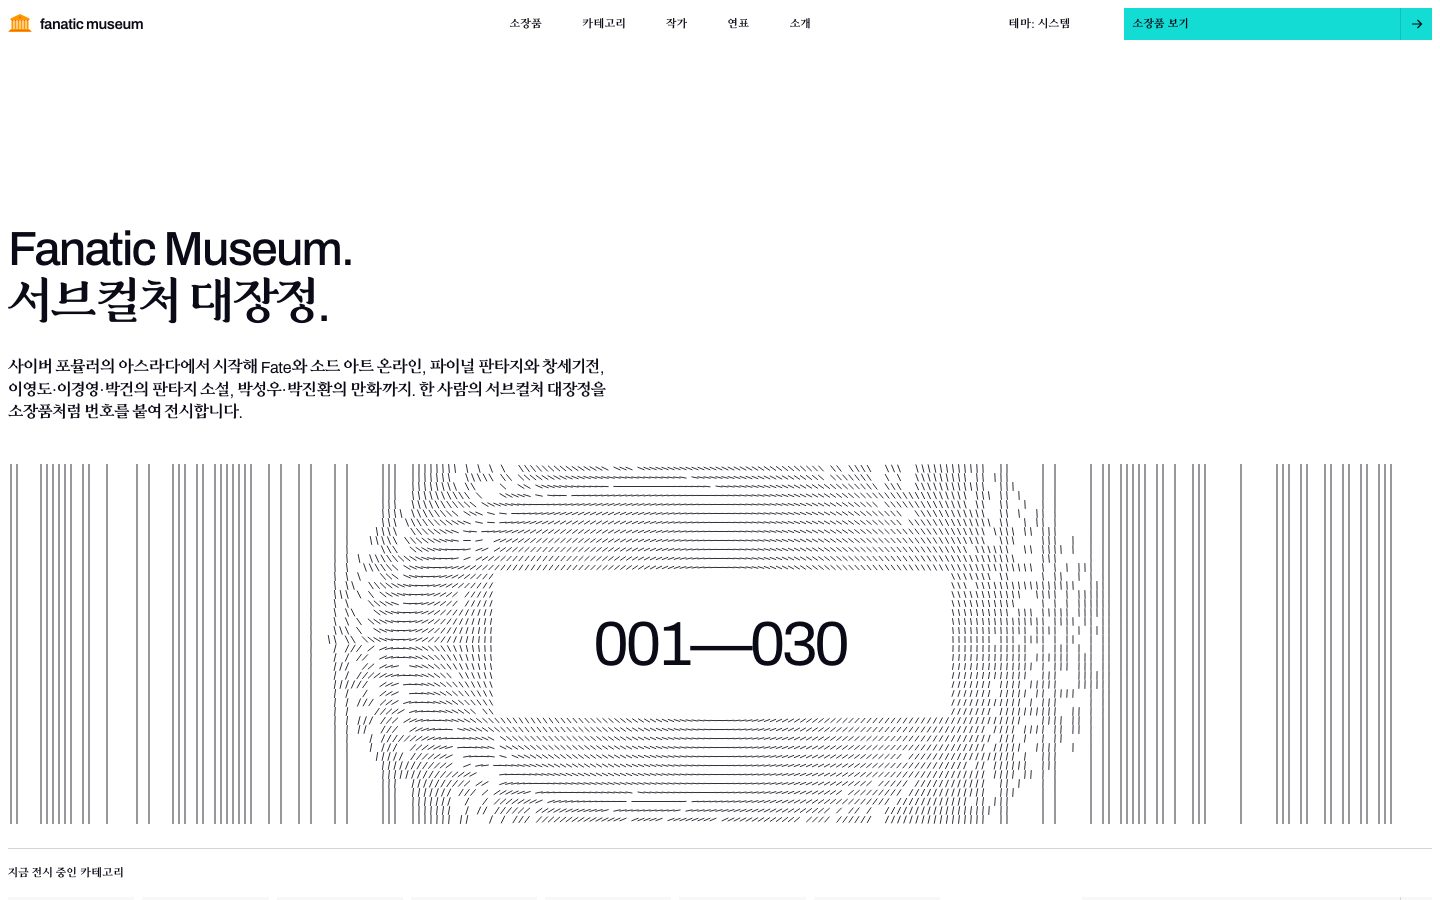 fanatic museum
소장품
카테고리
작가
연표
소개
테마: 시스템
소장품 보기
Fanatic Museum.
서브컬처 대장정.
사이버 포뮬러의 아스라다에서 시작해 Fate와 소드 아트 온라인, 파이널 판타지와 창세기전,
이영도·이경영·박건의 판타지 소설, 박성우·박진환의 만화까지. 한 사람의 서브컬처 대장정을
소장품처럼 번호를 붙여 전시합니다.
001—030
지금 전시 중인 카테고리